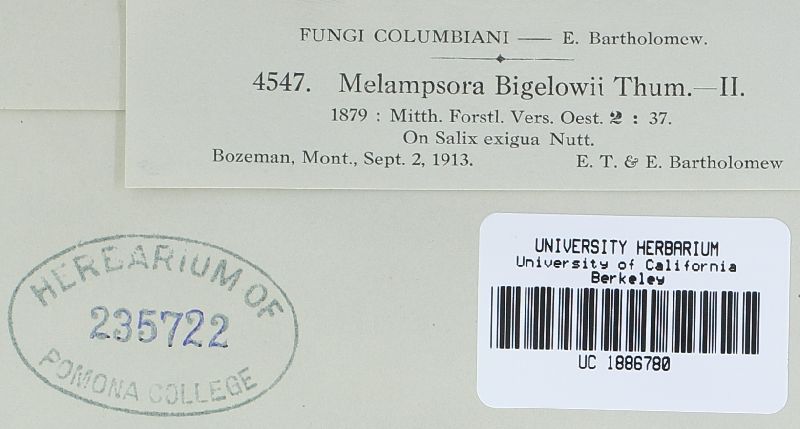 FUNGI COLUMBIANI — E. Bartholomew.
4547. Melampsora Bigelowii Thum.—II.
1879 : Mitth. Forstl. Vers. Oest. 2 : 37.
On Salix exigua Nutt.
Bozeman, Mont., Sept. 2, 1913. E. T. & E. Bartholomew
HERBARIUM OF
235722
POMONA COLLEGE
UNIVERSITY HERBARIUM
University of California
Berkeley
UC 1886780